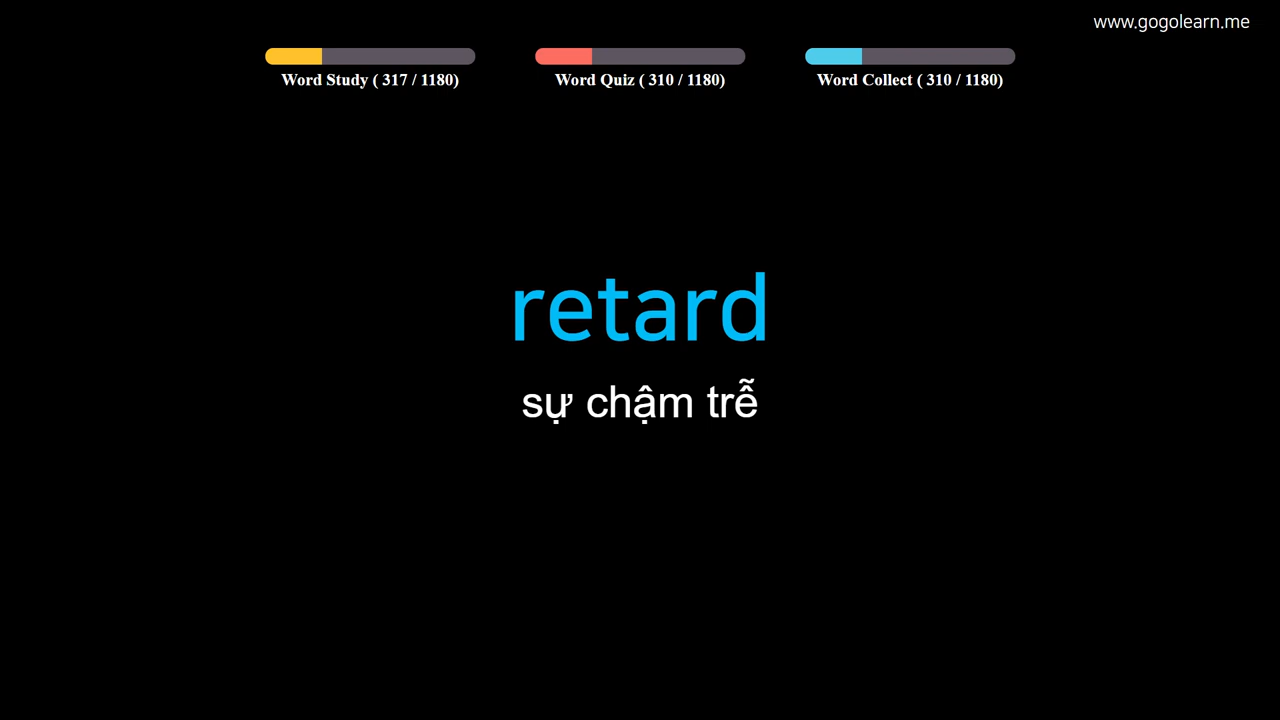 www.gogolearn.me
Word Study ( 317 / 1180)
Word Quiz ( 310 / 1180)
Word Collect ( 310 / 1180)
retard
sự chậm trễ